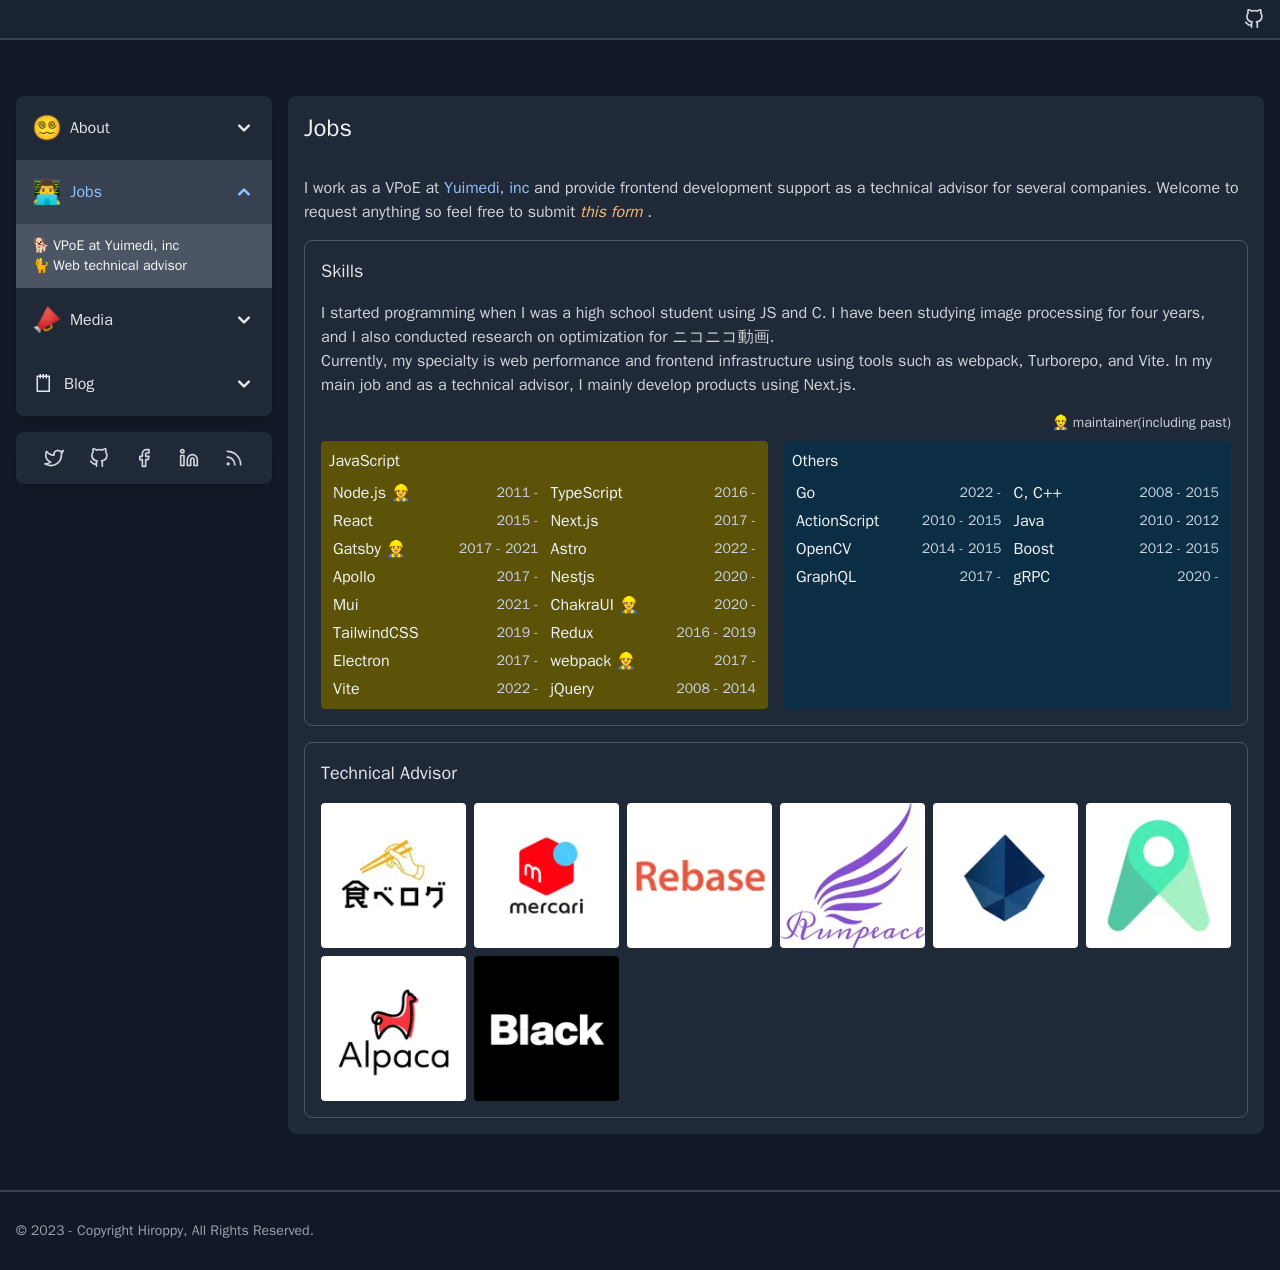 About
Jobs
VPoE at Yuimedi, inc
Web technical advisor
Media
Blog
Jobs
I work as a VPoE at Yuimedi, inc and provide frontend development support as a technical advisor for several companies. Welcome to
request anything so feel free to submit this form .
Skills
I started programming when I was a high school student using JS and C. I have been studying image processing for four years,
and I also conducted research on optimization for ニコニコ動画.
Currently, my specialty is web performance and frontend infrastructure using tools such as webpack, Turborepo, and Vite. In my
main job and as a technical advisor, I mainly develop products using Next.js.
👷 maintainer(including past)
JavaScript
Node.js 👷 2011 - TypeScript 2016 -
React 2015 - Next.js 2017 -
Gatsby 👷 2017 - 2021 Astro 2022 -
Apollo 2017 - Nestjs 2020 -
Mui 2021 - ChakraUI 👷 2020 -
TailwindCSS 2019 - Redux 2016 - 2019
Electron 2017 - webpack 👷 2017 -
Vite 2022 - jQuery 2008 - 2014
Others
Go 2022 - C, C++ 2008 - 2015
ActionScript 2010 - 2015 Java 2010 - 2012
OpenCV 2014 - 2015 Boost 2012 - 2015
GraphQL 2017 - gRPC 2020 -
Technical Advisor
食べログ
m
mercari
Rebase
Runpeace
Alpaca
Black
© 2023 - Copyright Hiroppy, All Rights Reserved.